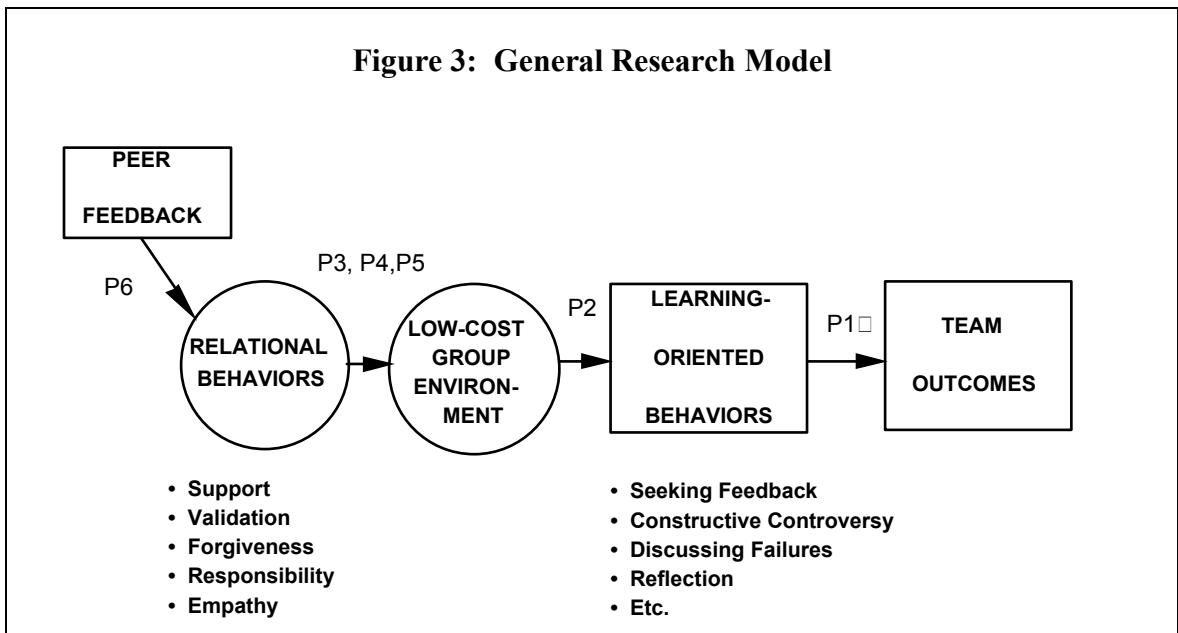 Figure 3: General Research Model
PEER
FEEDBACK
P6
RELATIONAL
BEHAVIORS
P3, P4,P5
LOW-COST
GROUP
ENVIRON-
MENT
P2
LEARNING-
ORIENTED
BEHAVIORS
P1□
TEAM
OUTCOMES
• Support
• Validation
• Forgiveness
• Responsibility
• Empathy
• Seeking Feedback
• Constructive Controversy
• Discussing Failures
• Reflection
• Etc.